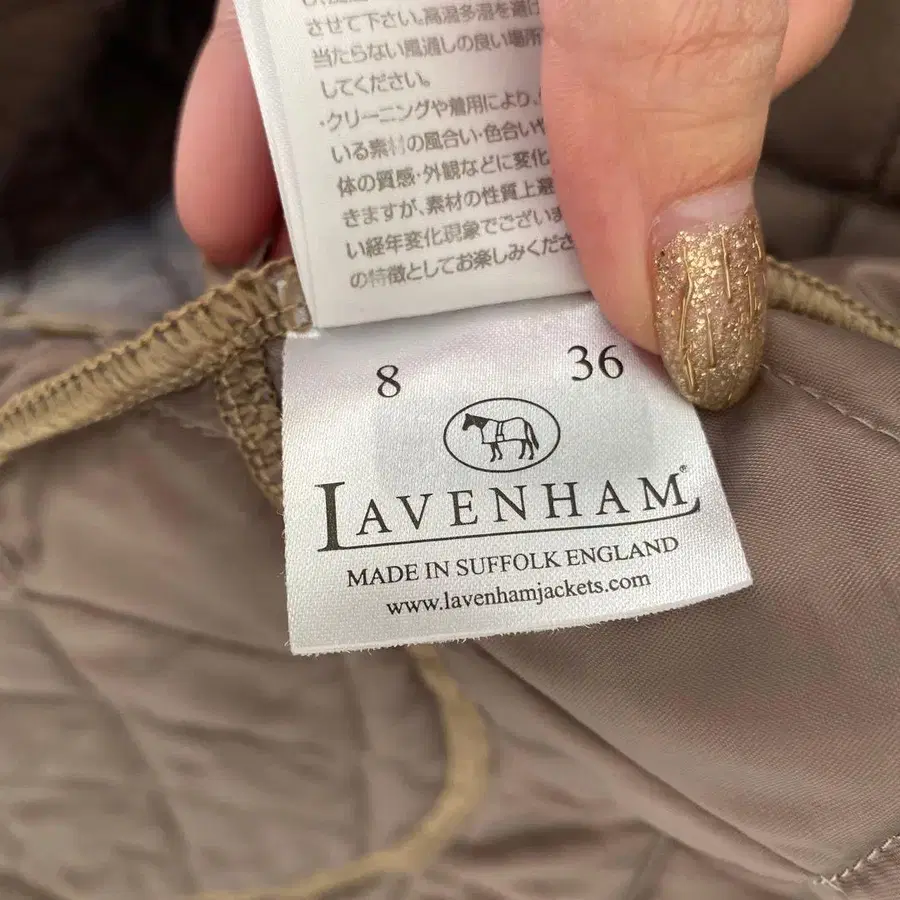 させて下さい。高温多湿を避け
当たらない風通しの良い場所
してください。
・クリーニングや着用により、
いる素材の風合い・色合いや
体の質感・外観などに変化
きますが、素材の性質上避
い経年変化現象でございま
の特徴としてお楽しみくださ
8 36
LAVENHAM®
MADE IN SUFFOLK ENGLAND
www.lavenhamjackets.com